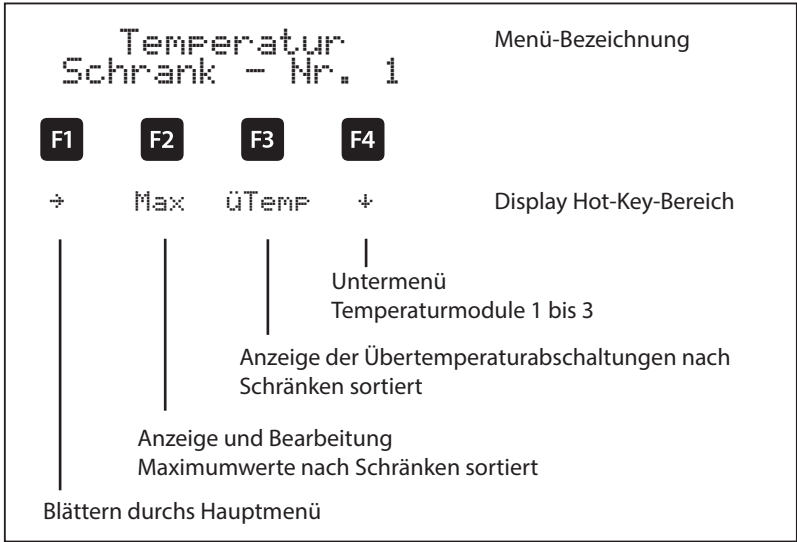 Temperatur
Schrank - Nr. 1
Menü-Bezeichnung
F1 F2 F3 F4
→ Max üTemp ↓
Display Hot-Key-Bereich
Untermenü
Temperaturmodule 1 bis 3
Anzeige der Übertemperaturabschaltungen nach
Schränken sortiert
Anzeige und Bearbeitung
Maximumwerte nach Schränken sortiert
Blättern durchs Hauptmenü